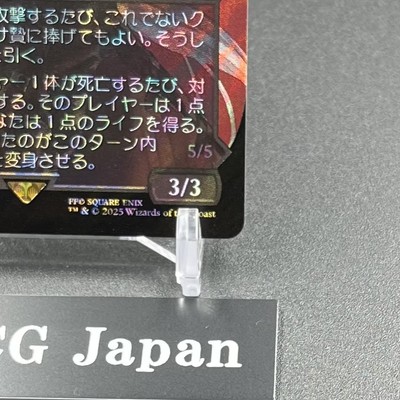 攻撃するたび、これでないク
け贄に捧げてもよい。そうし
引く。
ャー1体が死亡するたび、対
する。そのプレイヤーは1点
なたは1点のライフを得る。
たのがこのターン内
変身させる。
5/5
3/3
FF© SQUARE ENIX
™ & © 2025 Wizards of the Coast
CG Japan